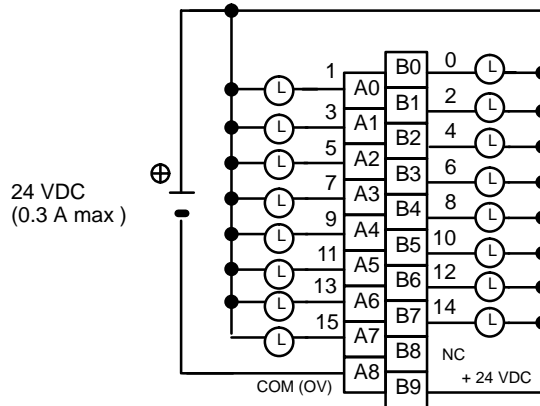 1 B0 0 L
L A0 B1 2 L
3 L A1 B2 4 L
5 L A2 B3 6 L
7 L A3 B4 8 L
9 L A4 B5 10 L
11 L A5 B6 12 L
13 L A6 B7 14 L
15 L A7 B8 NC
COM (OV) A8 B9 + 24 VDC
24 VDC
(0.3 A max )